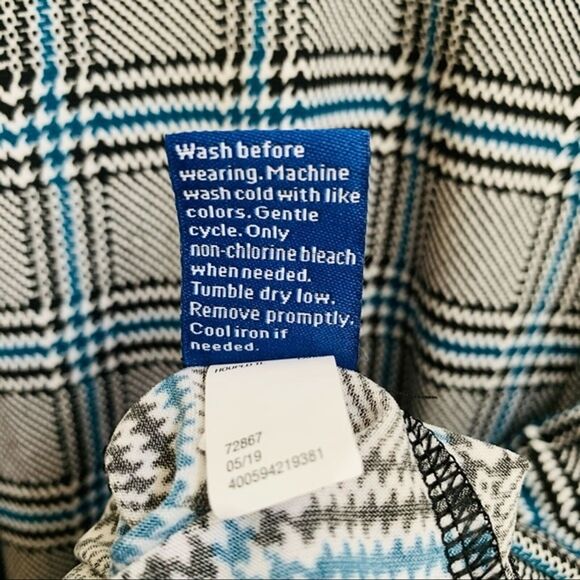 Wash before
wearing. Machine
wash cold with like
colors. Gentle
cycle. Only
non-chlorine bleach
when needed.
Tumble dry low.
Remove promptly.
Cool iron if
needed.
72867
05/19
400594219381